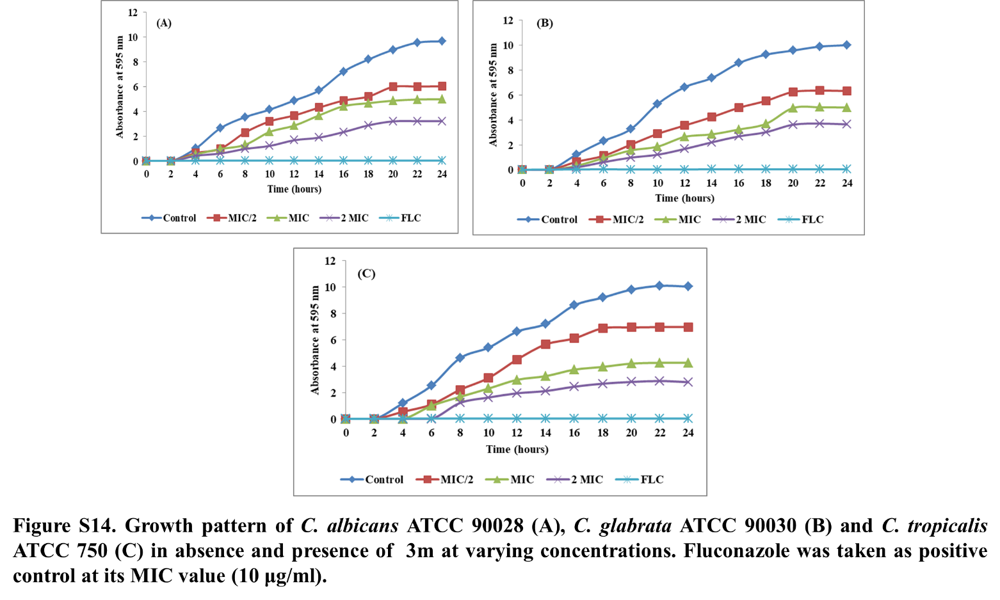 (A)
12
10
8
6
4
2
0
Absorbance at 595 nm
0 2 4 6 8 10 12 14 16 18 20 22 24
Time (hours)
Control MIC/2 MIC 2 MIC FLC
(B)
12
10
8
6
4
2
0
Absorbance at 595 nm
0 2 4 6 8 10 12 14 16 18 20 22 24
Time (hours)
Control MIC/2 MIC 2 MIC FLC
(C)
12
10
8
6
4
2
0
Absorbance at 595 nm
0 2 4 6 8 10 12 14 16 18 20 22 24
Time (hours)
Control MIC/2 MIC 2 MIC FLC
Figure S14. Growth pattern of C. albicans ATCC 90028 (A), C. glabrata ATCC 90030 (B) and C. tropicalis
ATCC 750 (C) in absence and presence of 3m at varying concentrations. Fluconazole was taken as positive
control at its MIC value (10 µg/ml).